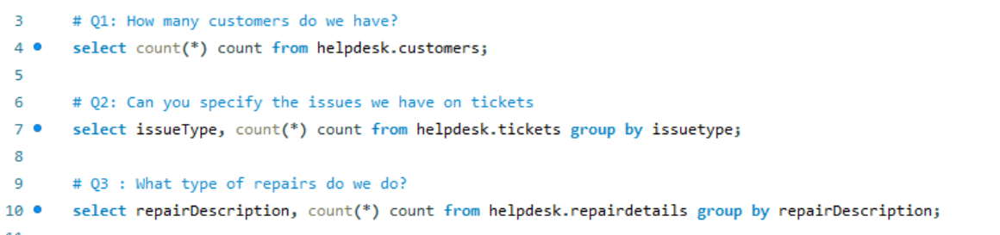 3 # Q1: How many customers do we have?
4 select count(*) count from helpdesk.customers;
5
6 # Q2: Can you specify the issues we have on tickets
7 select issueType, count(*) count from helpdesk.tickets group by issuetype;
8
9 # Q3 : What type of repairs do we do?
10 select repairDescription, count(*) count from helpdesk.repairdetails group by repairDescription;